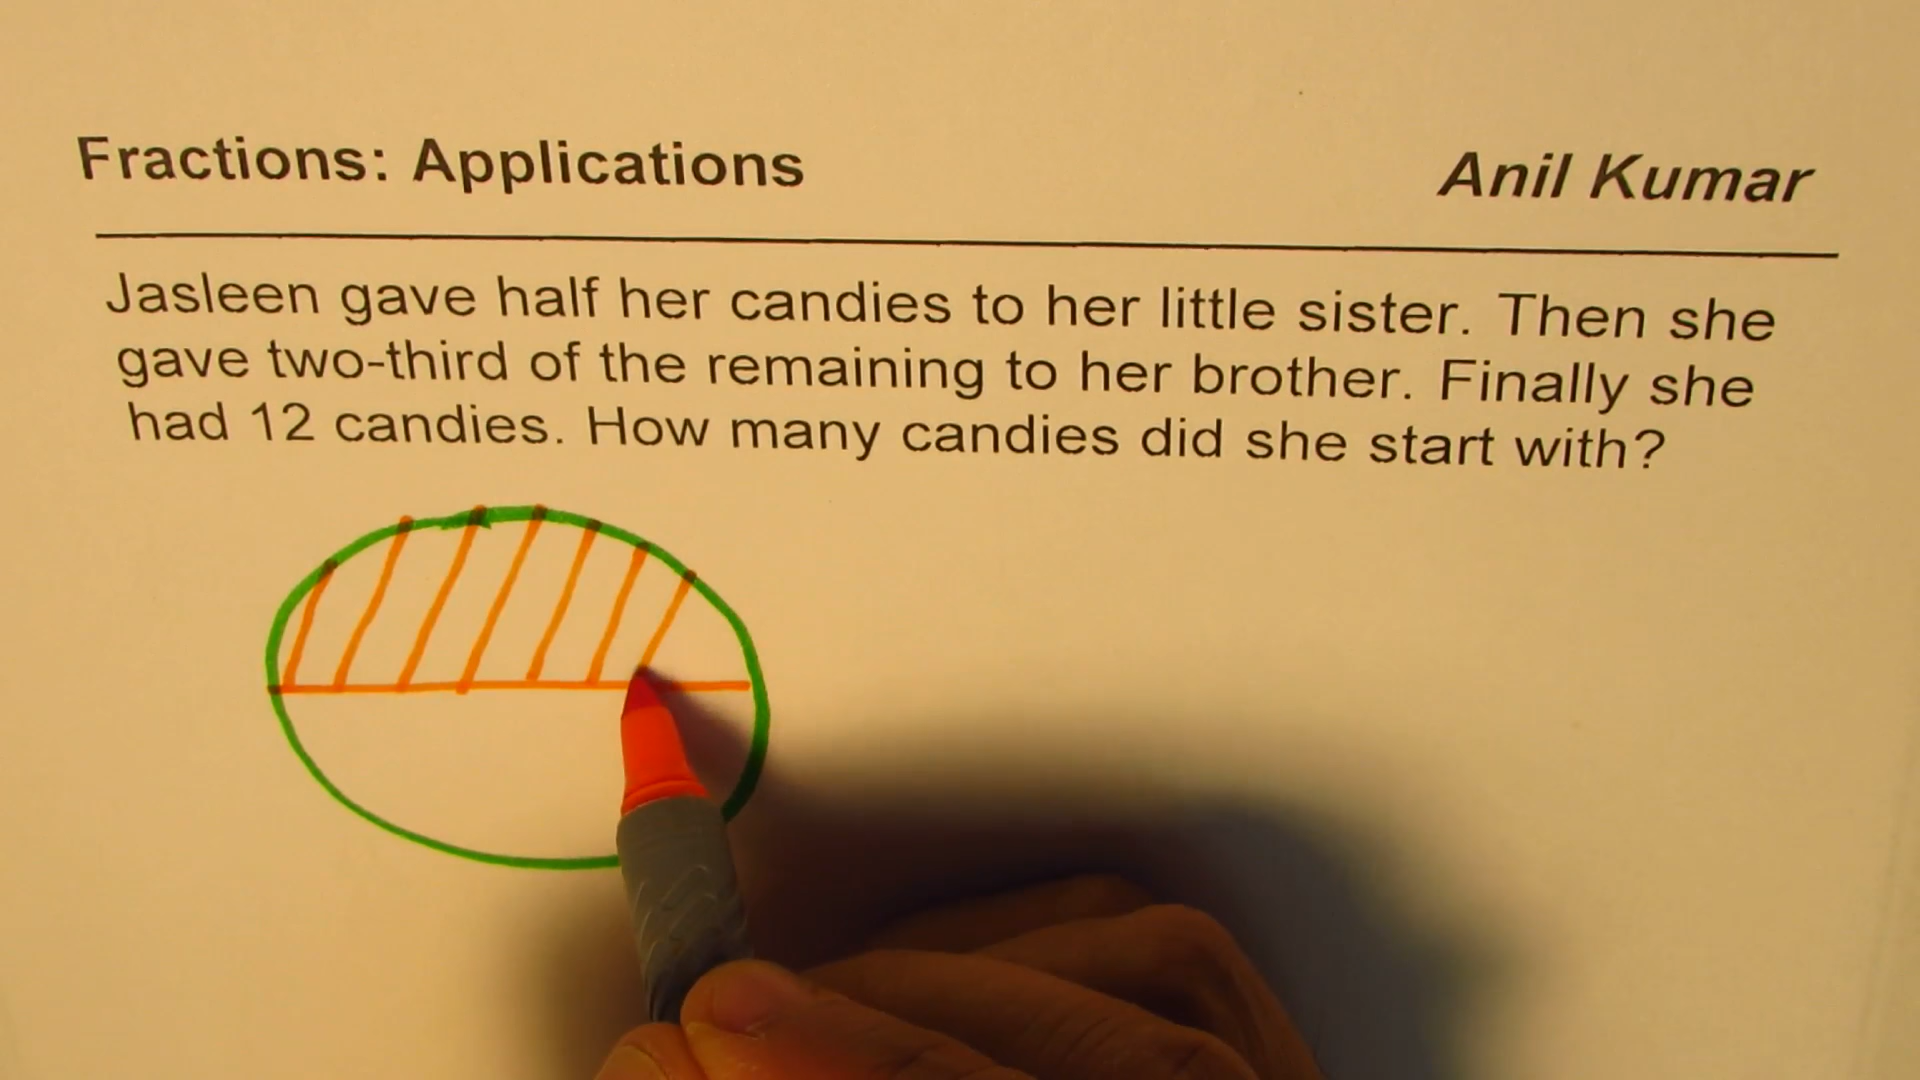 Fractions: Applications
Anil Kumar
Jasleen gave half her candies to her little sister. Then she
gave two-third of the remaining to her brother. Finally she
had 12 candies. How many candies did she start with?